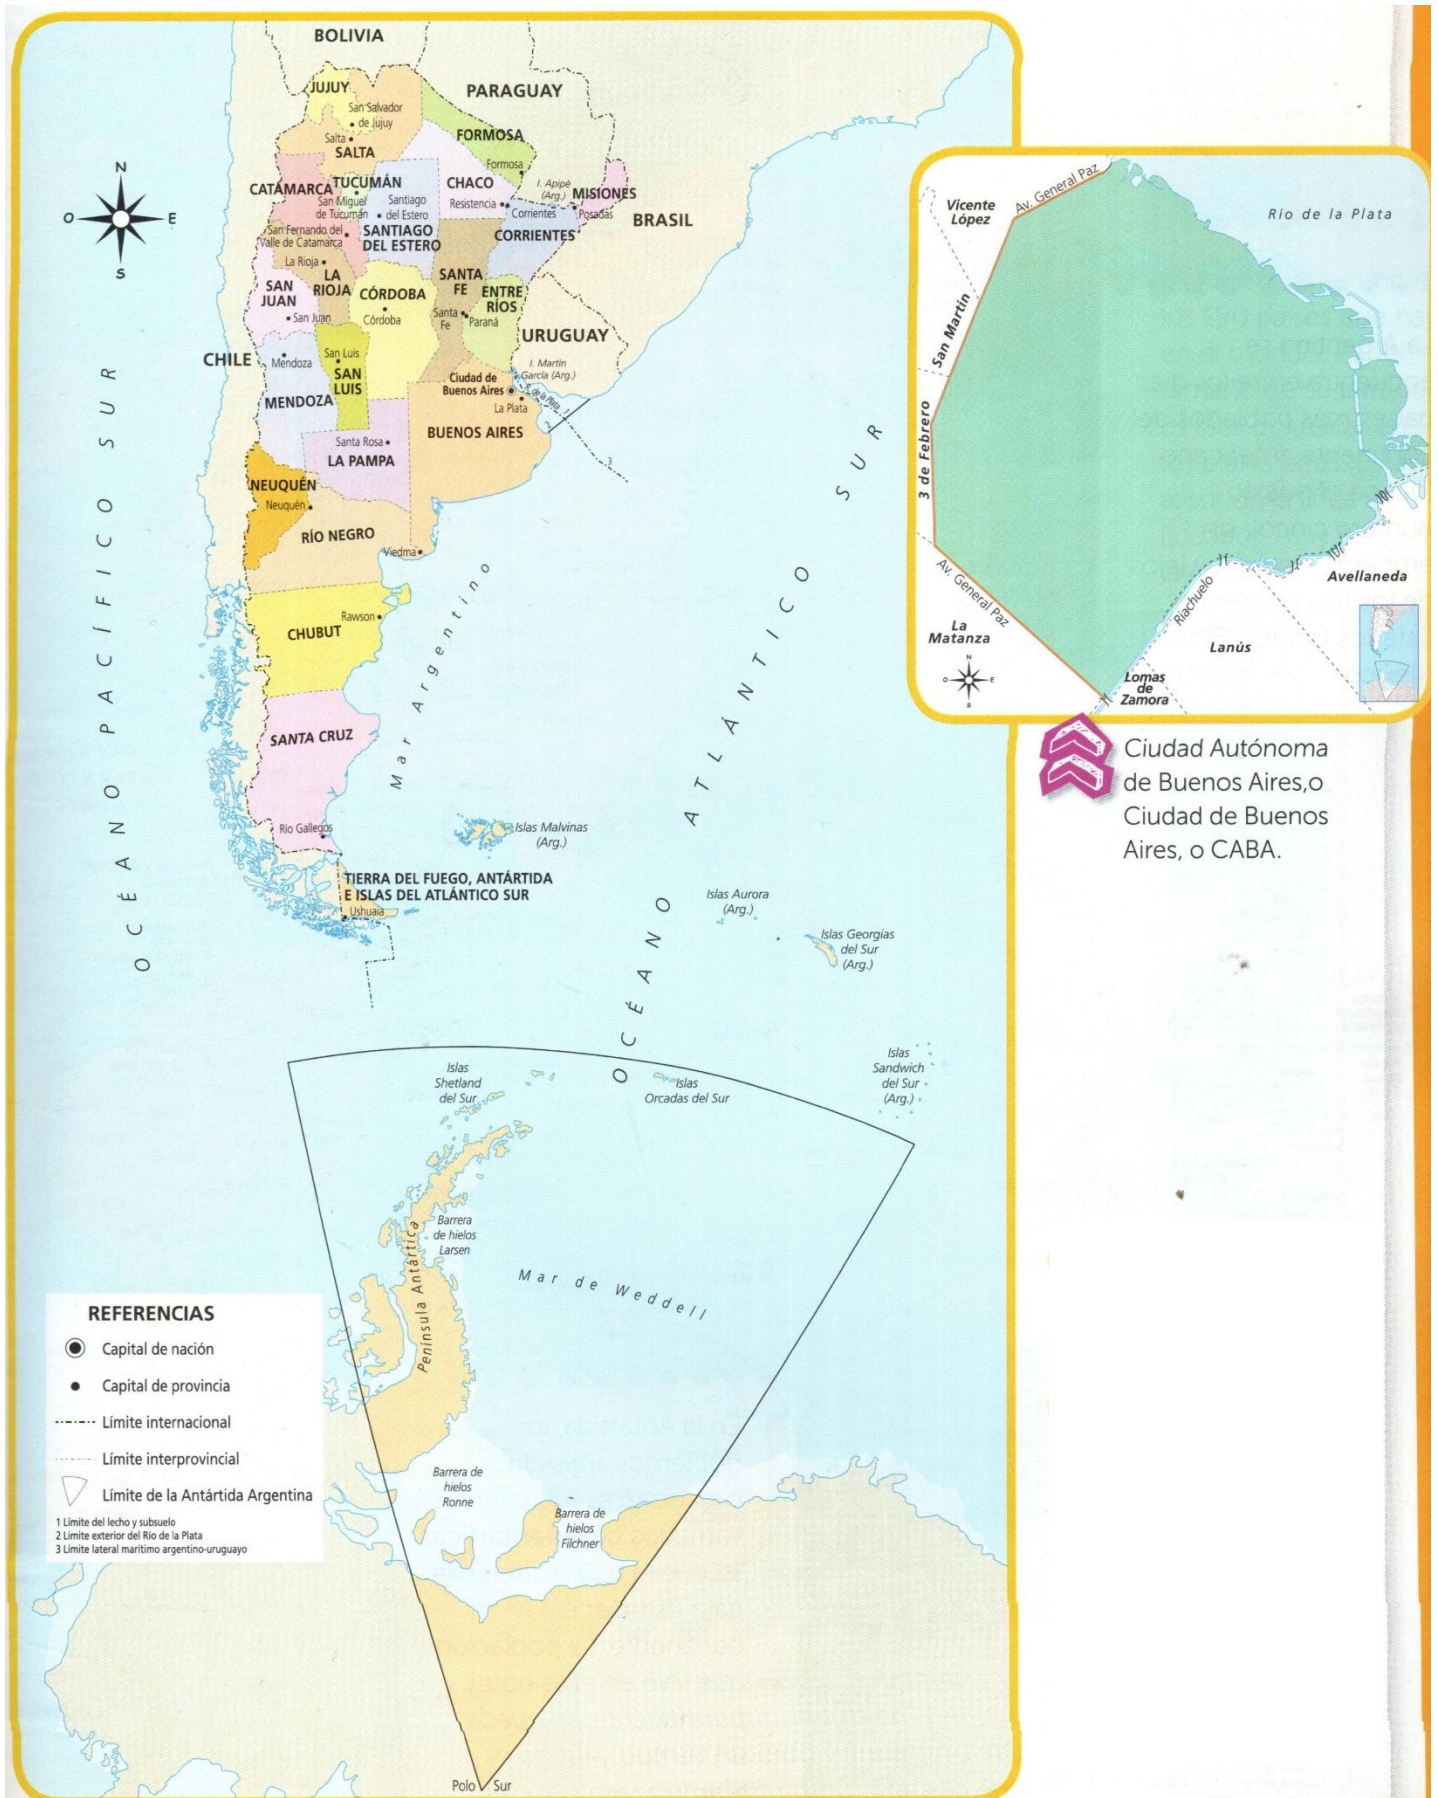 BOLIVIA
PARAGUAY
JUJUY
San Salvador
de Jujuy
Salta
SALTA
FORMOSA
Formosa
CATAMARCA
TUCUMÁN
San Miguel
de Tucumán
Santiago
del Estero
SANTIAGO
DEL ESTERO
CHACO
Resistencia
I. Apipé
(Arg.)
Corrientes
CORRIENTES
MISIONES
Posadas
BRASIL
San Fernando del
Valle de Catamarca
La Rioja
LA
RIOJA
SAN
JUAN
San Juan
CÓRDOBA
Córdoba
SANTA
FE
Santa
Fe
ENTRE
RÍOS
Paraná
URUGUAY
CHILE
Mendoza
MENDOZA
San Luis
SAN
LUIS
I. Martín
García (Arg.)
Ciudad de
Buenos Aires
R. de la Plata
La Plata
BUENOS AIRES
1
2
3
Santa Rosa
LA PAMPA
NEUQUÉN
Neuquén
RÍO NEGRO
Viedma
Rawson
CHUBUT
SANTA CRUZ
Río Gallegos
Islas Malvinas
(Arg.)
TIERRA DEL FUEGO, ANTÁRTIDA
E ISLAS DEL ATLÁNTICO SUR
Ushuaia
N
O
E
S
OCÉANO PACÍFICO SUR
Mar Argentino
OCÉANO ATLÁNTICO SUR
Islas Aurora
(Arg.)
Islas Georgias
del Sur
(Arg.)
Islas
Shetland
del Sur
Islas
Orcadas del Sur
Islas
Sandwich
del Sur
(Arg.)
Península Antártica
Barrera
de hielos
Larsen
Mar de Weddell
Barrera de
hielos
Ronne
Barrera de
hielos
Filchner
Polo Sur
REFERENCIAS
Capital de nación
Capital de provincia
Límite internacional
Límite interprovincial
Límite de la Antártida Argentina
1 Límite del lecho y subsuelo
2 Límite exterior del Río de la Plata
3 Límite lateral marítimo argentino-uruguayo
Vicente
López
Av. General Paz
Río de la Plata
San Martín
3 de Febrero
Av. General Paz
La
Matanza
Riachuelo
Avellaneda
Lanús
Lomas
de
Zamora
N
O
E
S
Ciudad Autónoma
de Buenos Aires,o
Ciudad de Buenos
Aires, o CABA.